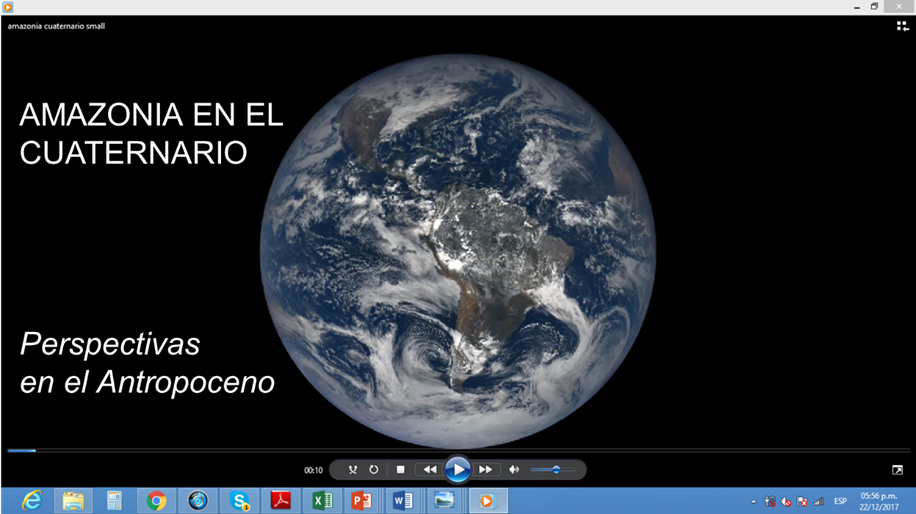 amazonia cuaternario small
AMAZONIA EN EL
CUATERNARIO
Perspectivas
en el Antropoceno
00:10
ESP
05:56 p.m.
22/12/2017